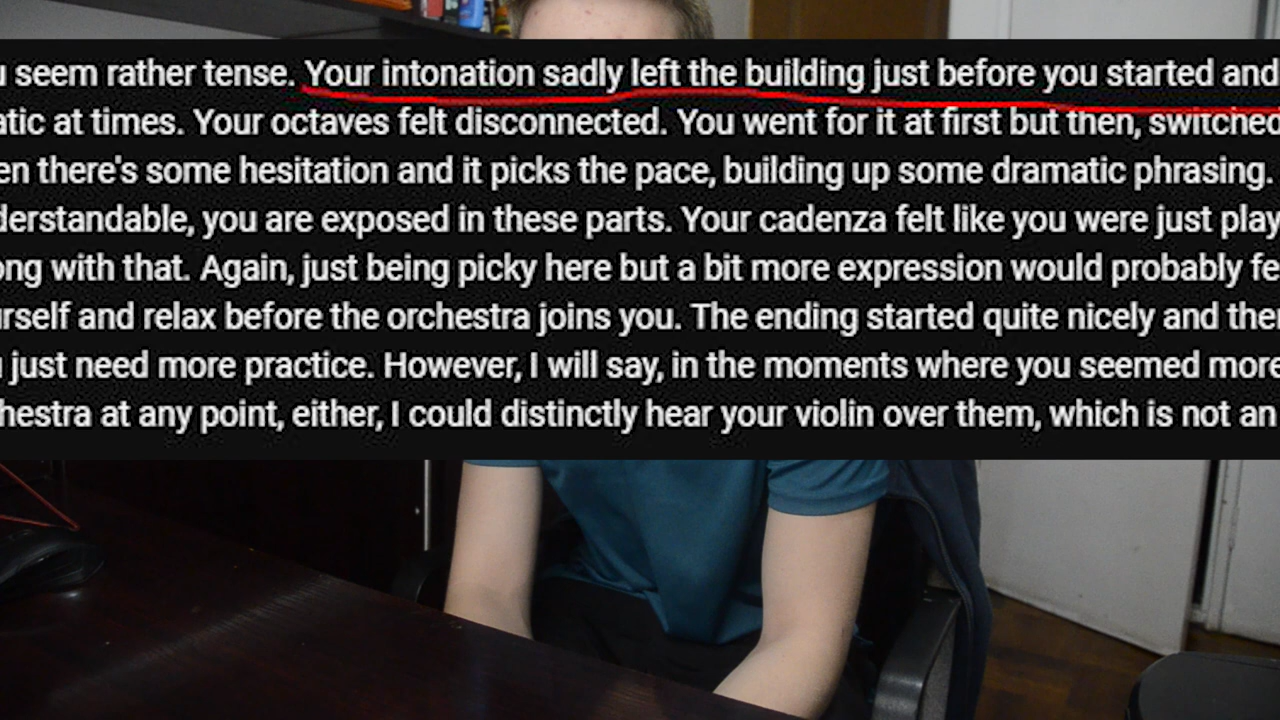 u seem rather tense. Your intonation sadly left the building just before you started and
atic at times. Your octaves felt disconnected. You went for it at first but then, switched
en there's some hesitation and it picks the pace, building up some dramatic phrasing.
derstandable, you are exposed in these parts. Your cadenza felt like you were just play
ong with that. Again, just being picky here but a bit more expression would probably fe
urself and relax before the orchestra joins you. The ending started quite nicely and the
u just need more practice. However, I will say, in the moments where you seemed more
hestra at any point, either, I could distinctly hear your violin over them, which is not an